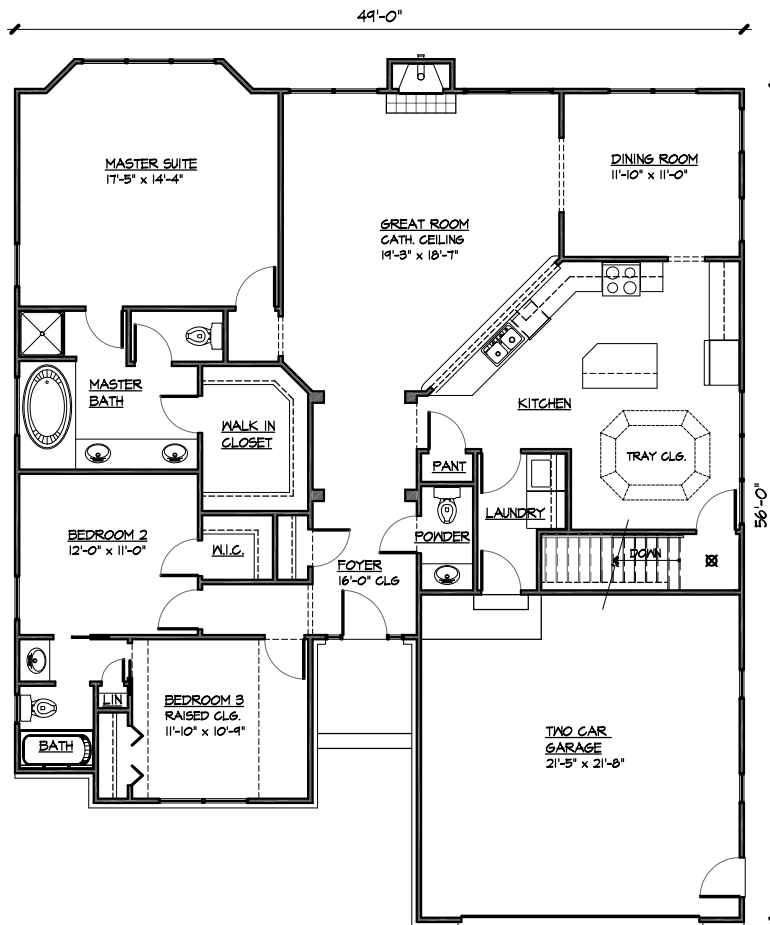 49'-0"
MASTER SUITE
17'-5" x 14'-4"
DINING ROOM
11'-10" x 11'-0"
GREAT ROOM
CATH. CEILING
19'-3" x 18'-7"
MASTER
BATH
WALK IN
CLOSET
KITCHEN
TRAY CLG.
PANT
56'-0"
LAUNDRY
BEDROOM 2
12'-0" x 11'-0"
W.I.C.
POWDER
FOYER
16'-0" CLG
DOWN
LIN
BEDROOM 3
RAISED CLG.
11'-10" x 10'-9"
BATH
TWO CAR
GARAGE
21'-5" x 21'-8"